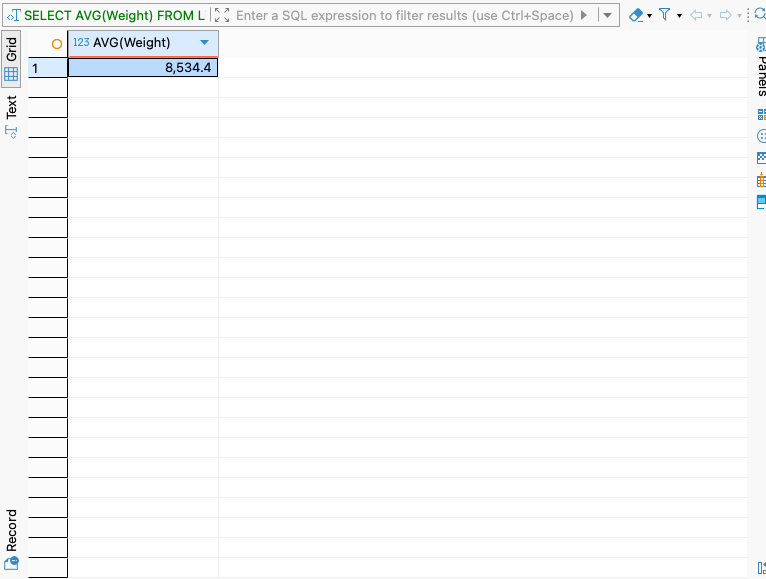 SELECT AVG(Weight) FROM L
Enter a SQL expression to filter results (use Ctrl+Space)
Grid
123 AVG(Weight)
1
8,534.4
Text
Record
Panels